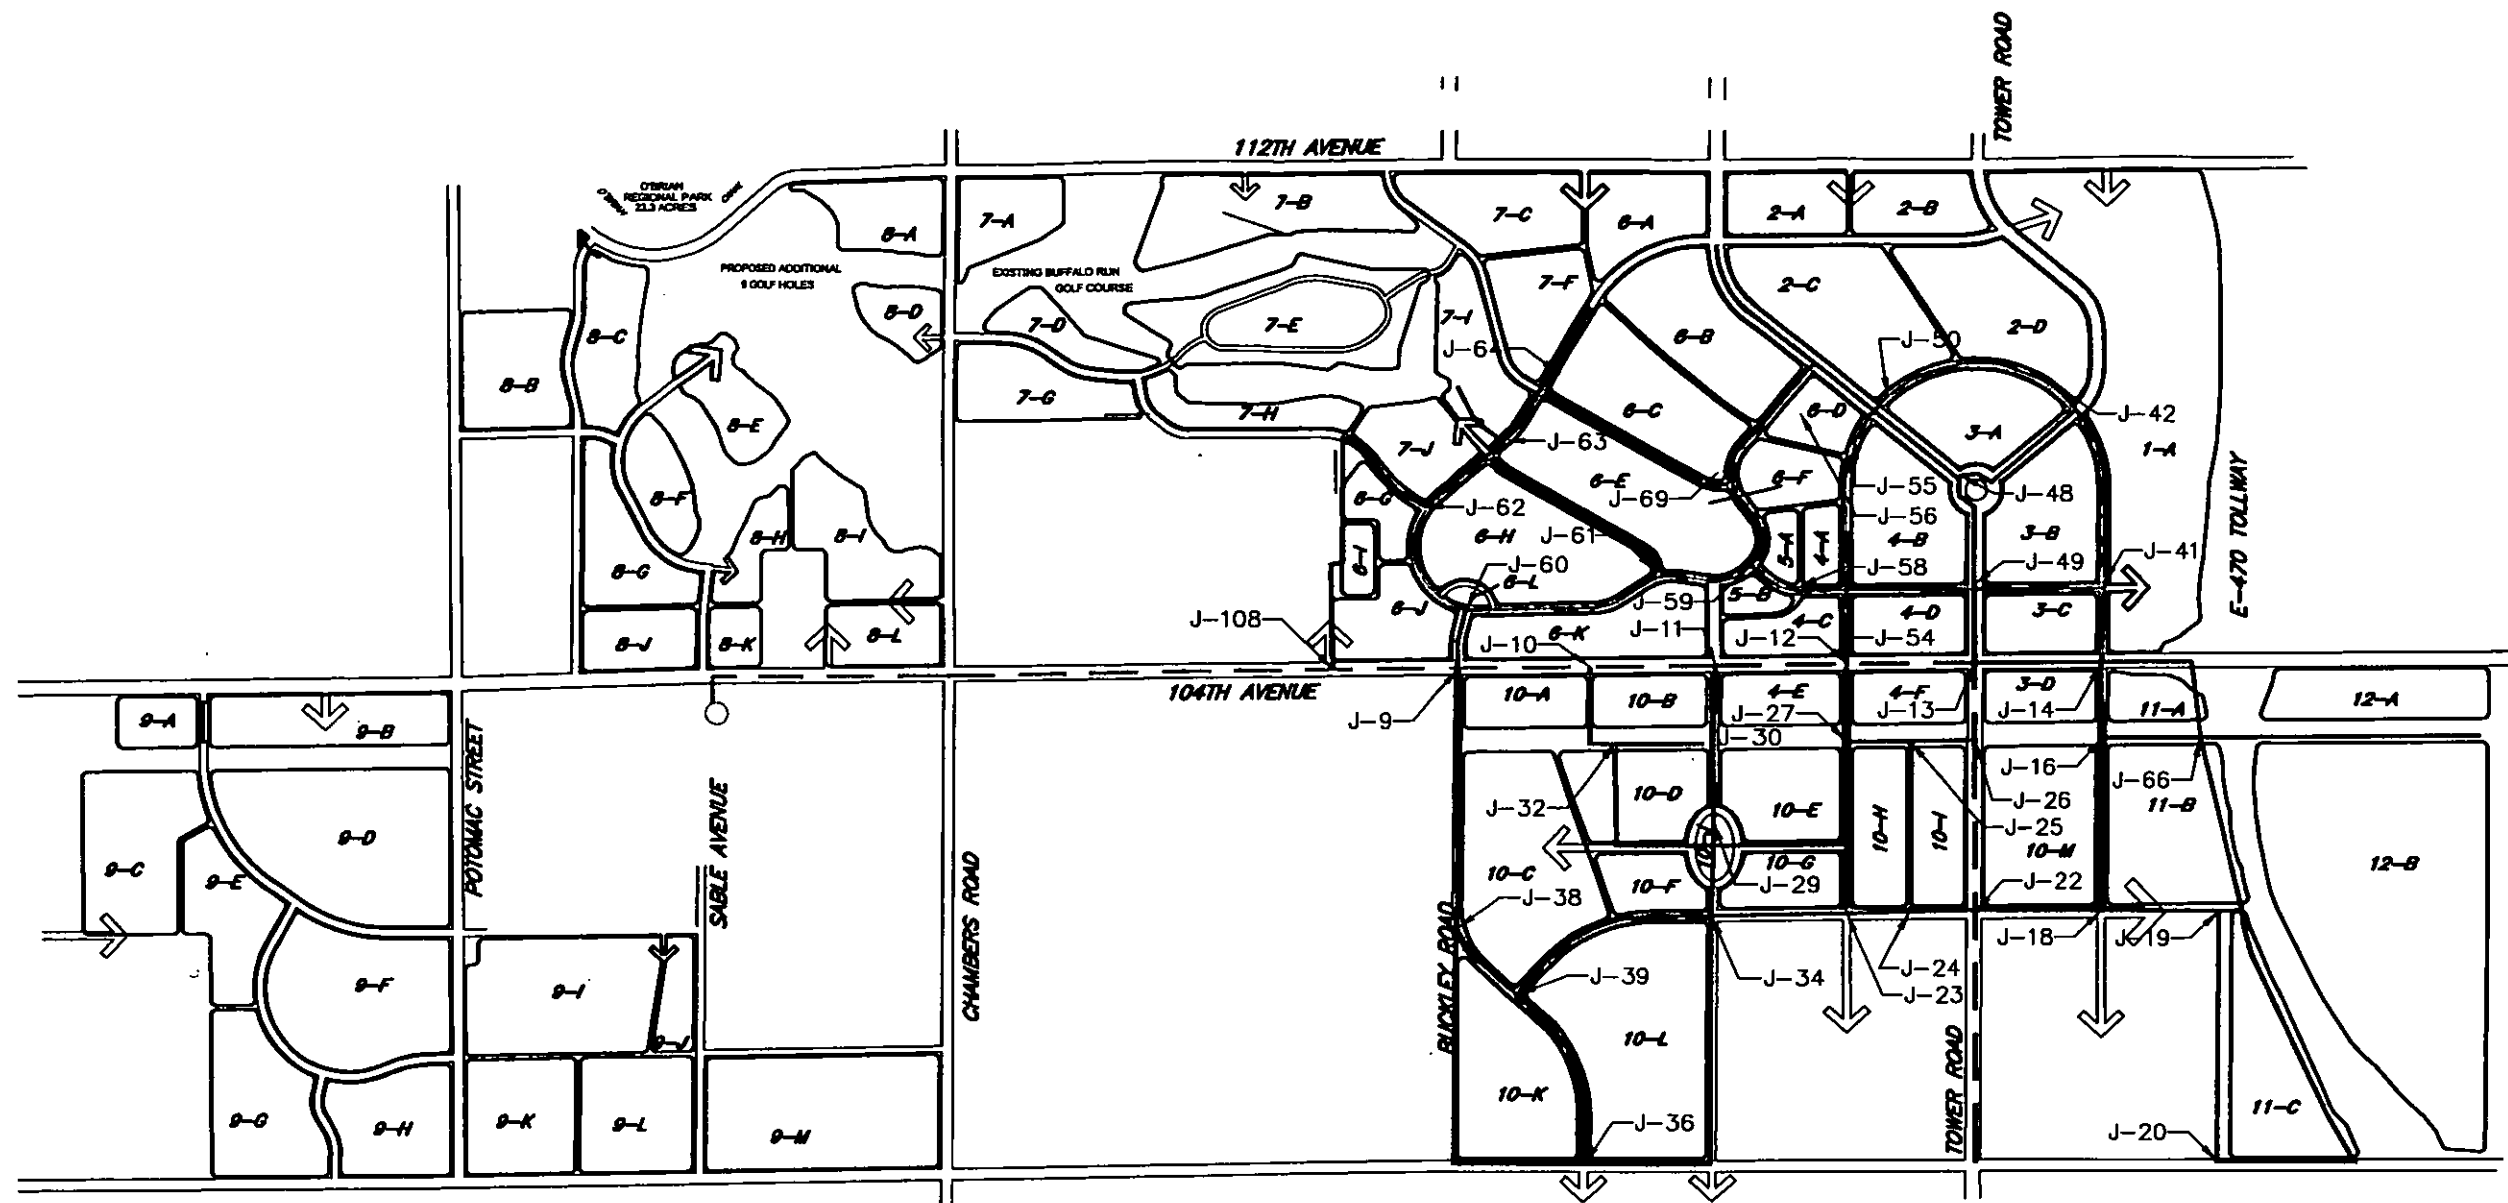 TOWER ROAD
112TH AVENUE
O'BRIAN
REGIONAL PARK
23.3 ACRES
8-A
7-A
7-B
7-C
6-A
2-A
2-B
PROPOSED ADDITIONAL
9 GOLF HOLES
EXISTING BUFFALO RUN
GOLF COURSE
7-F
2-C
8-D
7-D
7-E
7-I
6-B
2-D
8-C
J-64
J-50
8-B
7-G
7-H
6-C
6-D
J-42
8-E
7-J
J-63
3-A
1-A
8-F
6-G
6-E
J-69
6-F
J-55
J-48
E-470 TOLLWAY
J-62
J-56
8-H
8-I
6-H
J-61
5-A
4-A
4-B
3-B
6-I
J-60
J-58
J-49
J-41
8-G
6-L
6-J
J-59
5-B
3-C
J-108
4-C
4-D
8-J
8-K
8-L
J-10
6-K
J-11
J-12
J-54
104TH AVENUE
10-A
10-B
4-E
4-F
3-D
12-A
9-A
9-B
J-9
J-27
J-13
J-14
11-A
J-30
POTOMAC STREET
J-16
J-66
J-32
10-D
10-E
J-26
11-B
SABLE AVENUE
10-H
10-I
J-25
9-D
10-M
9-C
9-E
CHAMBERS ROAD
10-C
10-G
12-B
10-F
J-29
J-22
J-38
BUCKLEY ROAD
J-18
J-19
J-24
J-39
J-34
J-23
9-F
9-I
9-J
10-L
TOWER ROAD
10-K
11-C
9-G
9-H
9-K
9-L
9-M
J-36
J-20